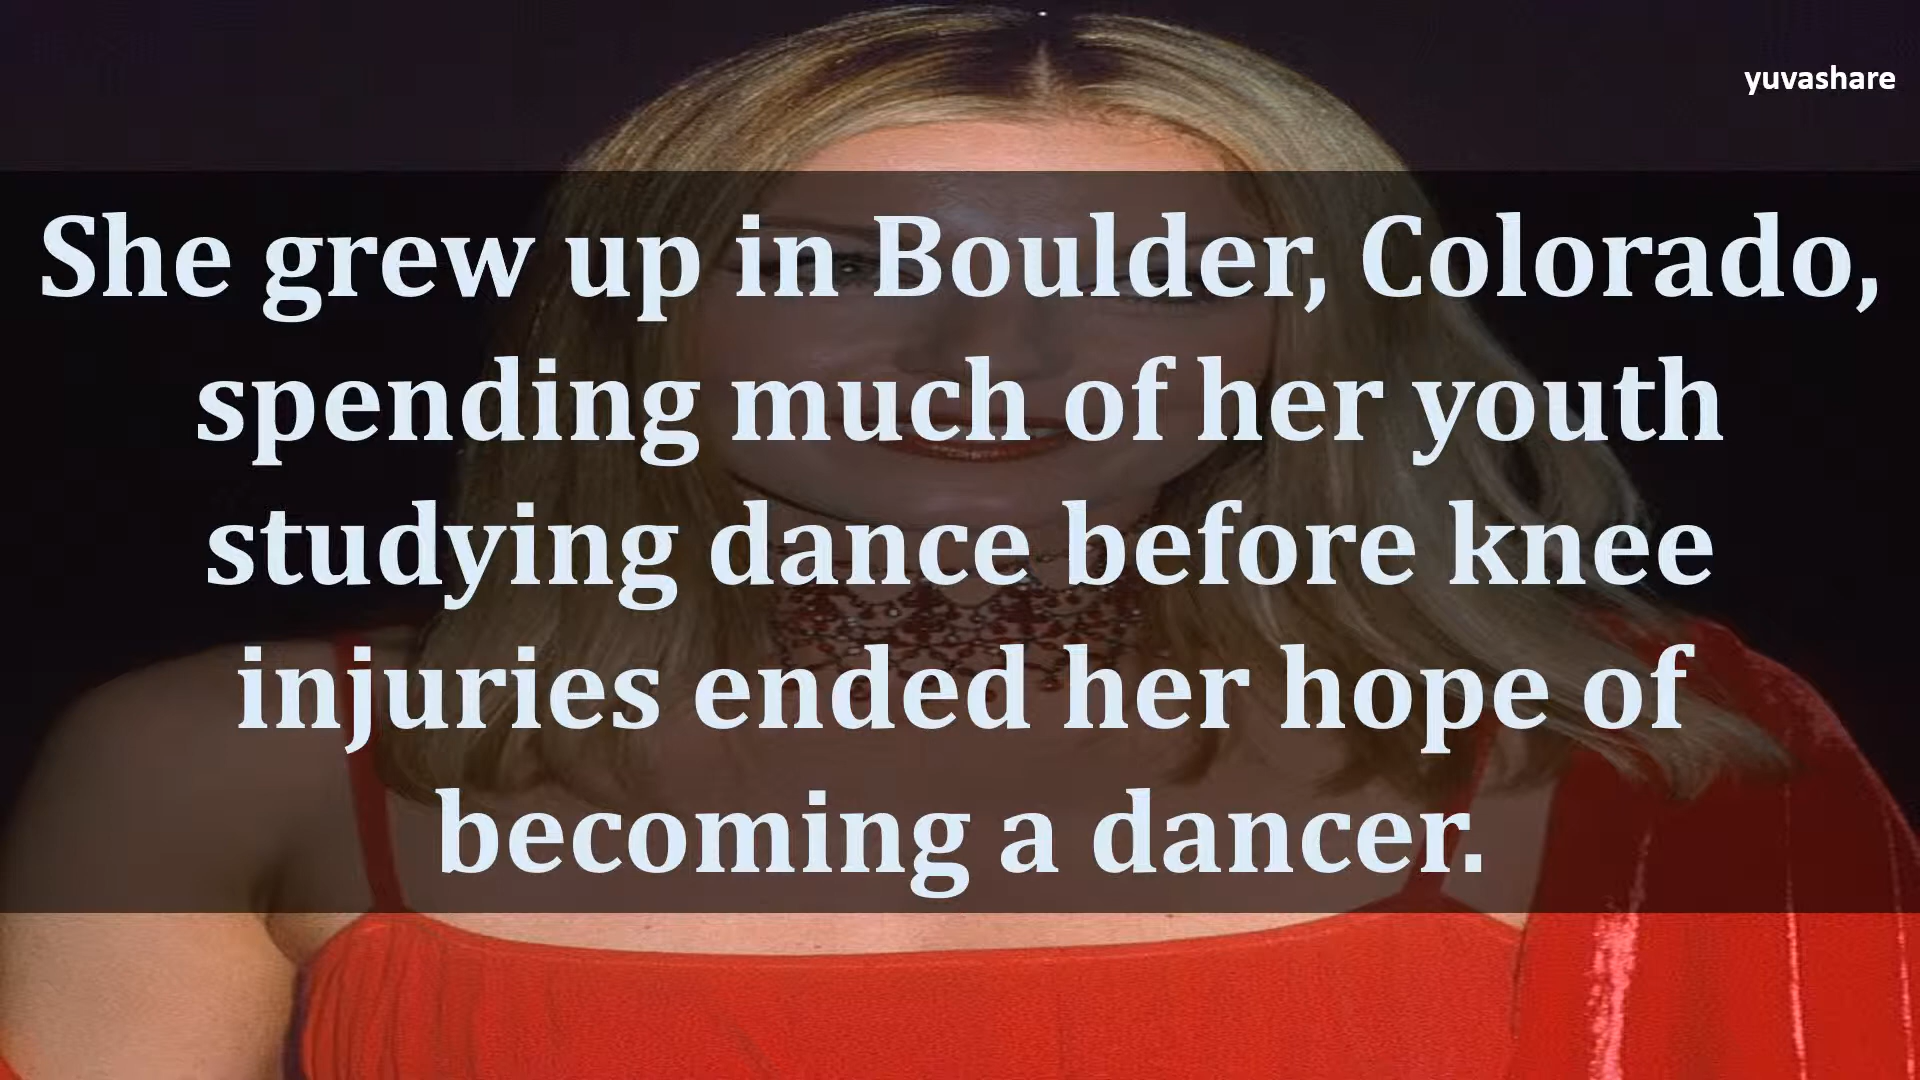 yuvashare
She grew up in Boulder, Colorado,
spending much of her youth
studying dance before knee
injuries ended her hope of
becoming a dancer.